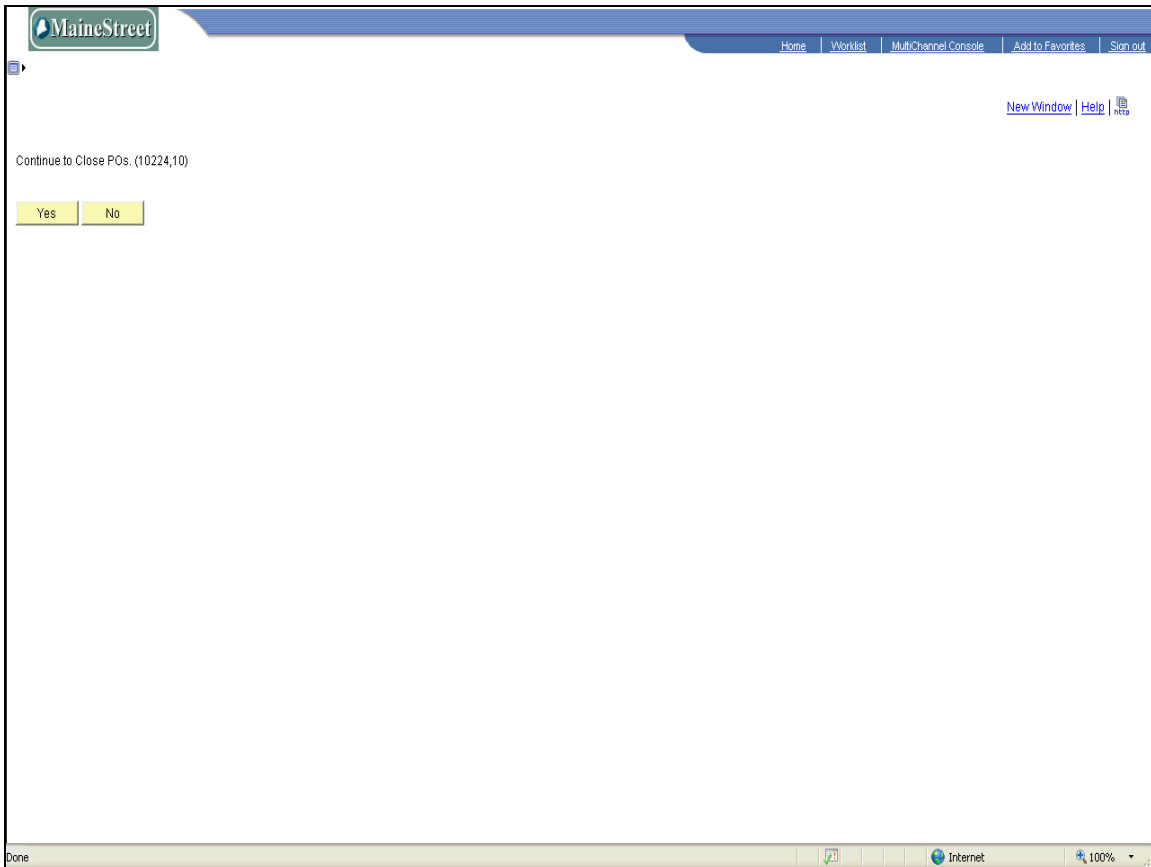 MaineStreet
Home Worklist MultiChannel Console Add to Favorites Sign out
New Window | Help | http
Continue to Close POs. (10224,10)
Yes No
Done Internet 100%